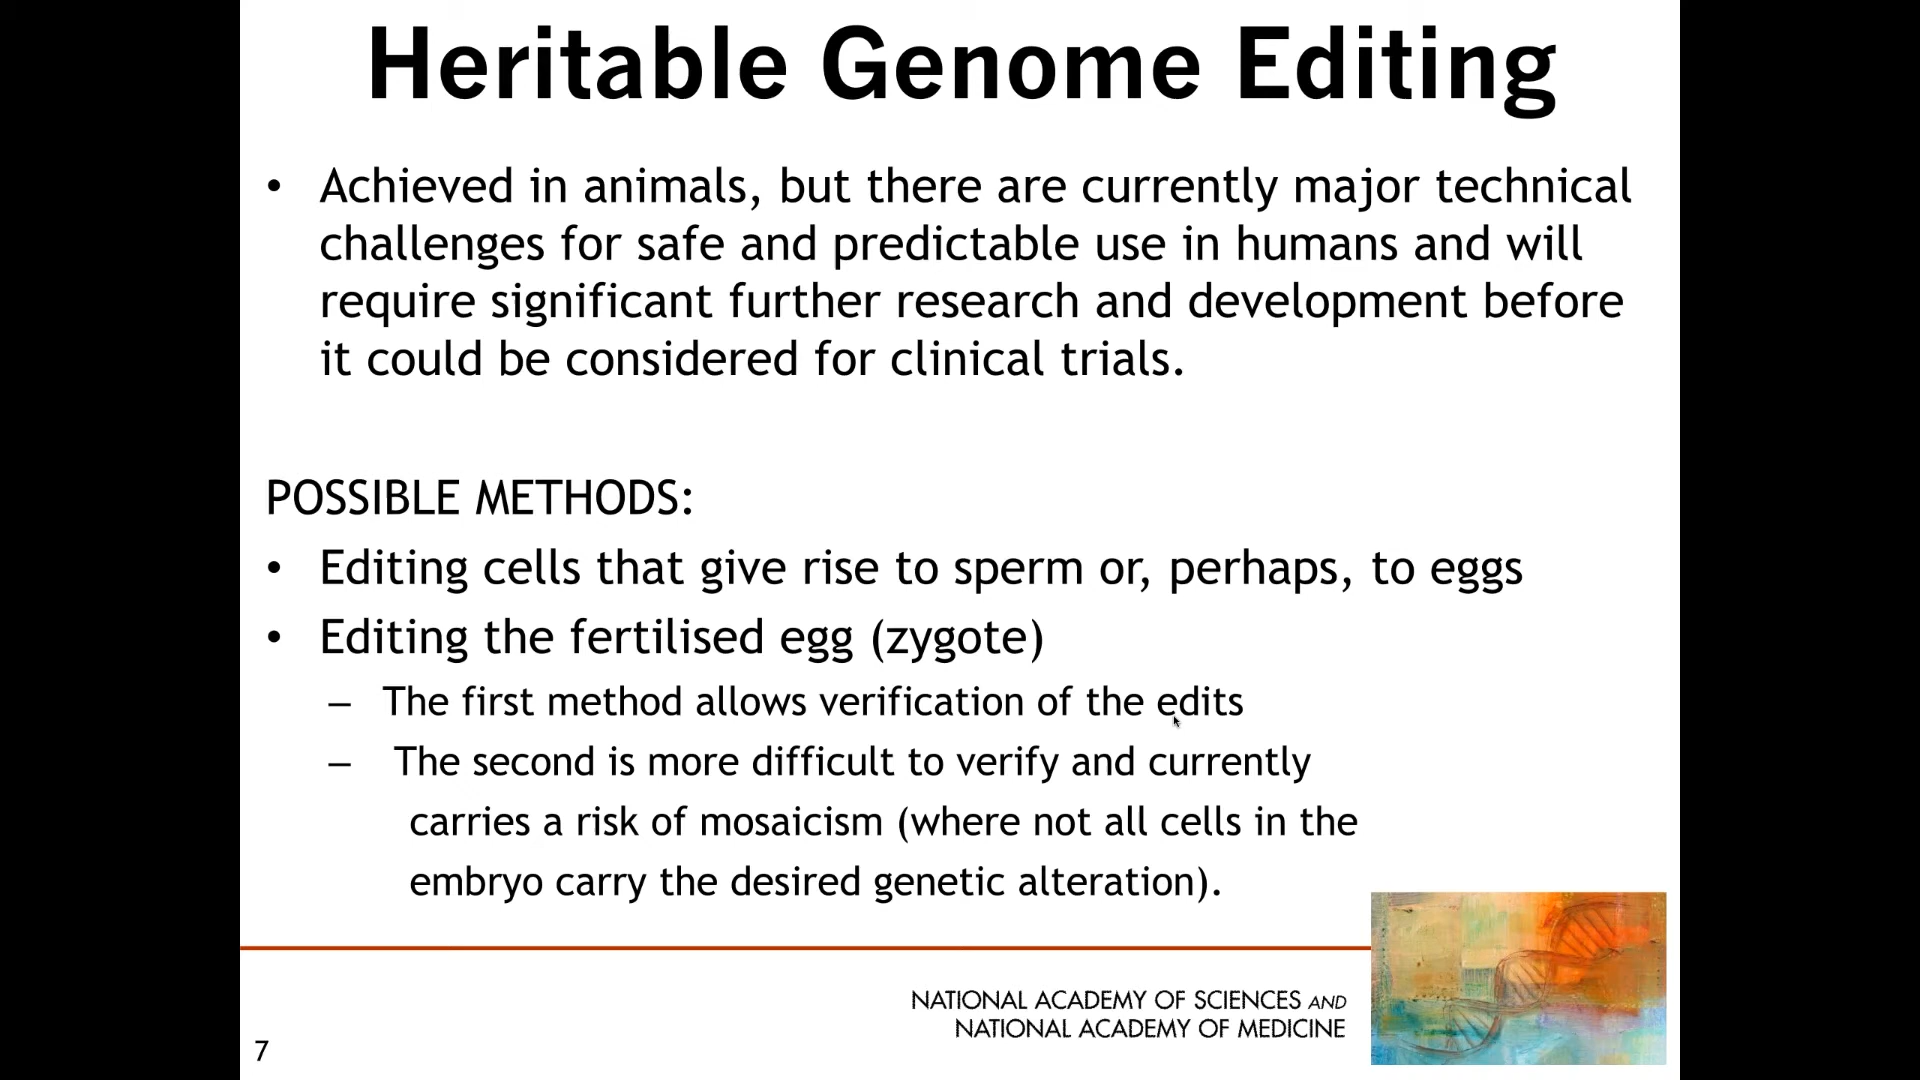 Heritable Genome Editing
• Achieved in animals, but there are currently major technical
challenges for safe and predictable use in humans and will
require significant further research and development before
it could be considered for clinical trials.
POSSIBLE METHODS:
• Editing cells that give rise to sperm or, perhaps, to eggs
• Editing the fertilised egg (zygote)
– The first method allows verification of the edits
– The second is more difficult to verify and currently
carries a risk of mosaicism (where not all cells in the
embryo carry the desired genetic alteration).
NATIONAL ACADEMY OF SCIENCES AND
NATIONAL ACADEMY OF MEDICINE
7